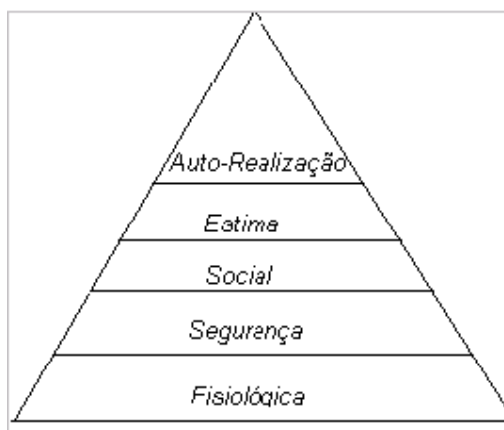 Auto-Realização
Estima
Social
Segurança
Fisiológica